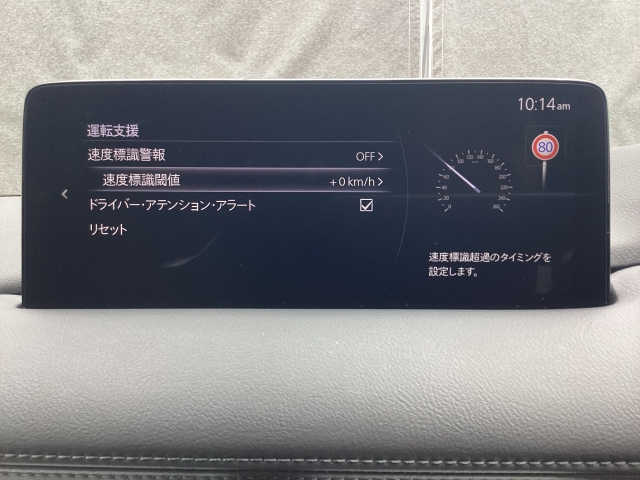 10:14am
運転支援
速度標識警報 OFF
速度標識閾値 +0 km/h
ドライバー・アテンション・アラート
リセット
80
速度標識超過のタイミングを
設定します。